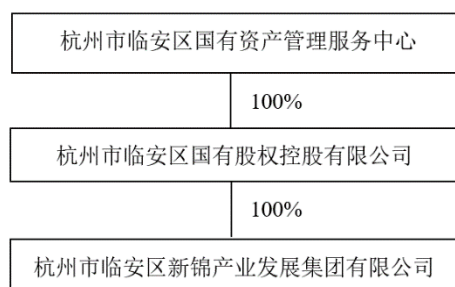 杭州市临安区国有资产管理服务中心
100%
杭州市临安区国有股权控股有限公司
100%
杭州市临安区新锦产业发展集团有限公司